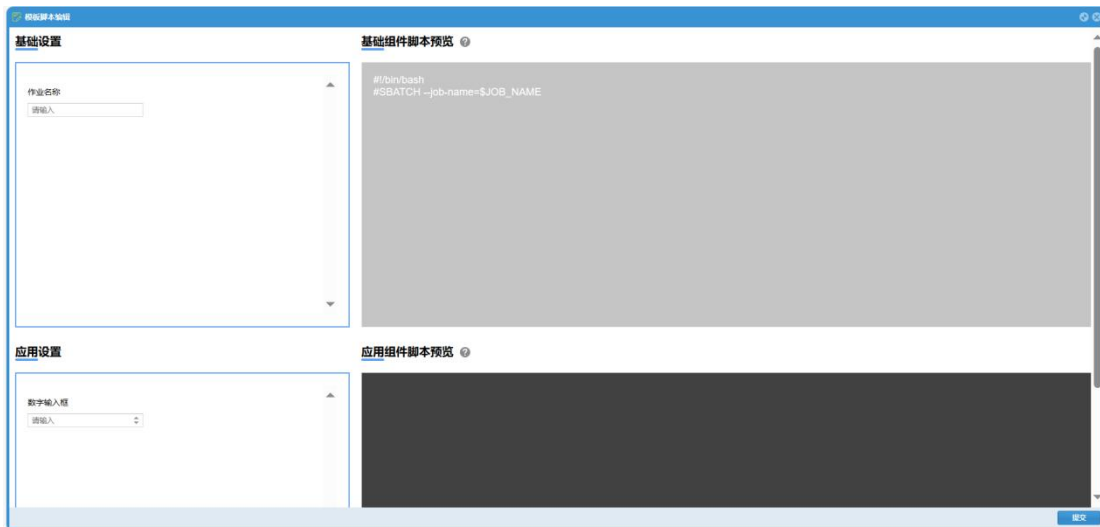 模板脚本编辑
基础设置
基础组件脚本预览 ?
作业名称
请输入
#!/bin/bash
#SBATCH --job-name=$JOB_NAME
应用设置
应用组件脚本预览 ?
数字输入框
请输入
提交